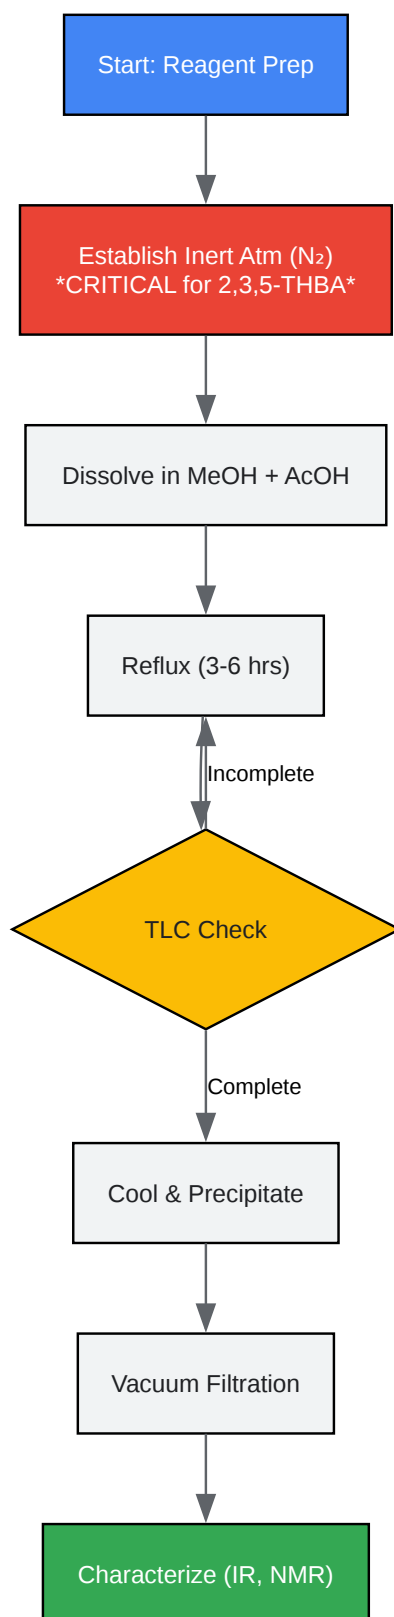 Start: Reagent Prep
Establish Inert Atm (N₂)
*CRITICAL for 2,3,5-THBA*
Dissolve in MeOH + AcOH
Reflux (3-6 hrs)
Incomplete
TLC Check
Complete
Cool & Precipitate
Vacuum Filtration
Characterize (IR, NMR)